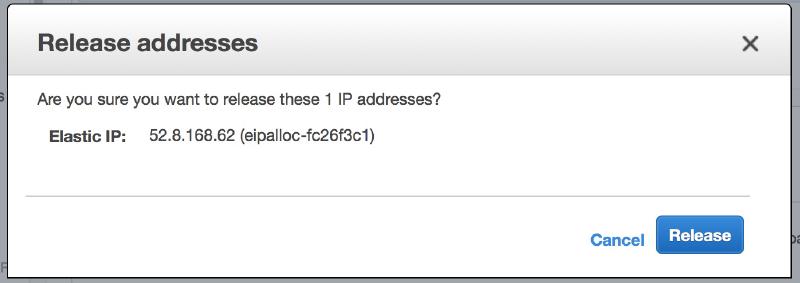 Release addresses
Are you sure you want to release these 1 IP addresses?
Elastic IP: 52.8.168.62 (eipalloc-fc26f3c1)
Cancel Release